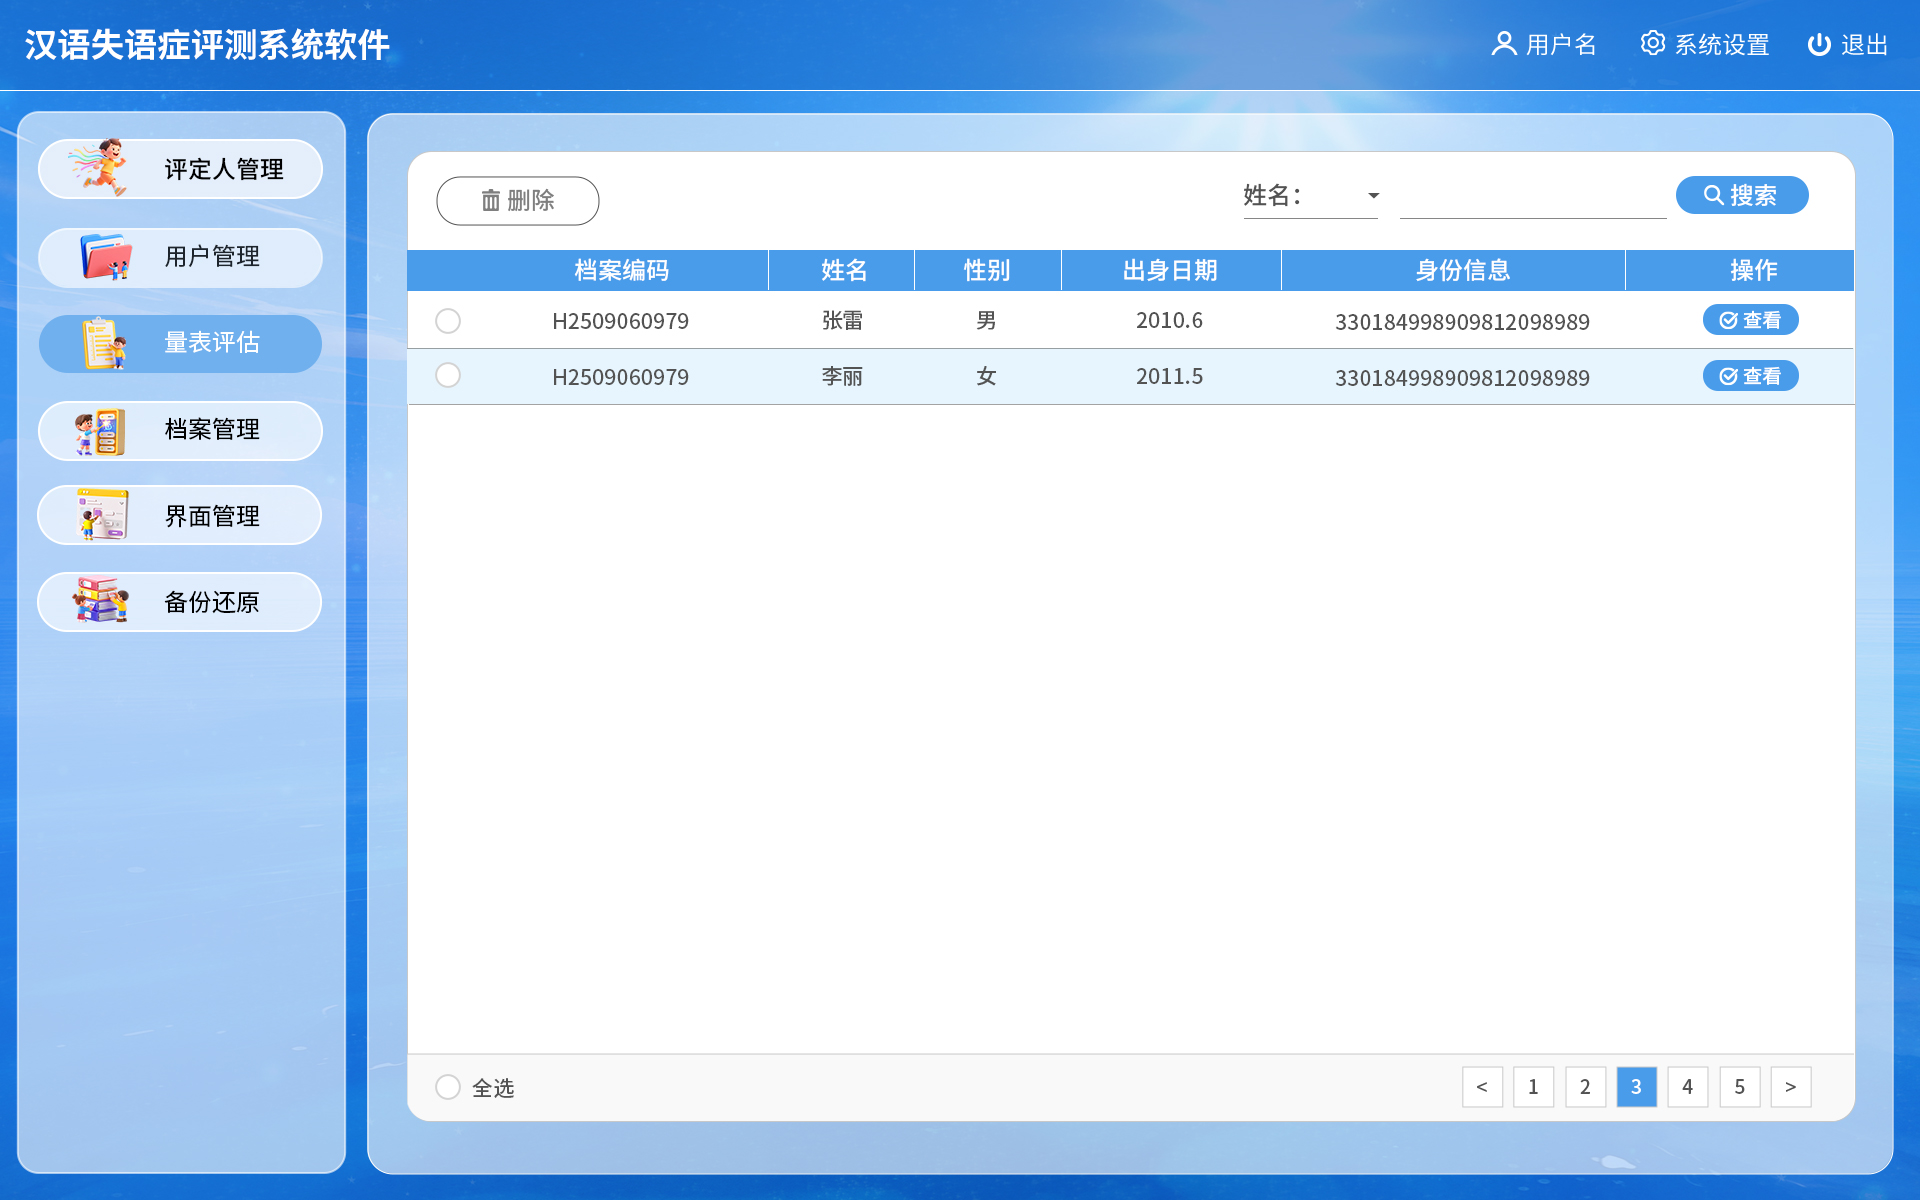 汉语失语症评测系统软件
用户名 系统设置 退出
评定人管理
用户管理
量表评估
档案管理
界面管理
备份还原
删除 姓名： 搜索
档案编码 姓名 性别 出身日期 身份信息 操作
H2509060979 张雷 男 2010.6 330184998909812098989 查看
H2509060979 李丽 女 2011.5 330184998909812098989 查看
全选 < 1 2 3 4 5 >